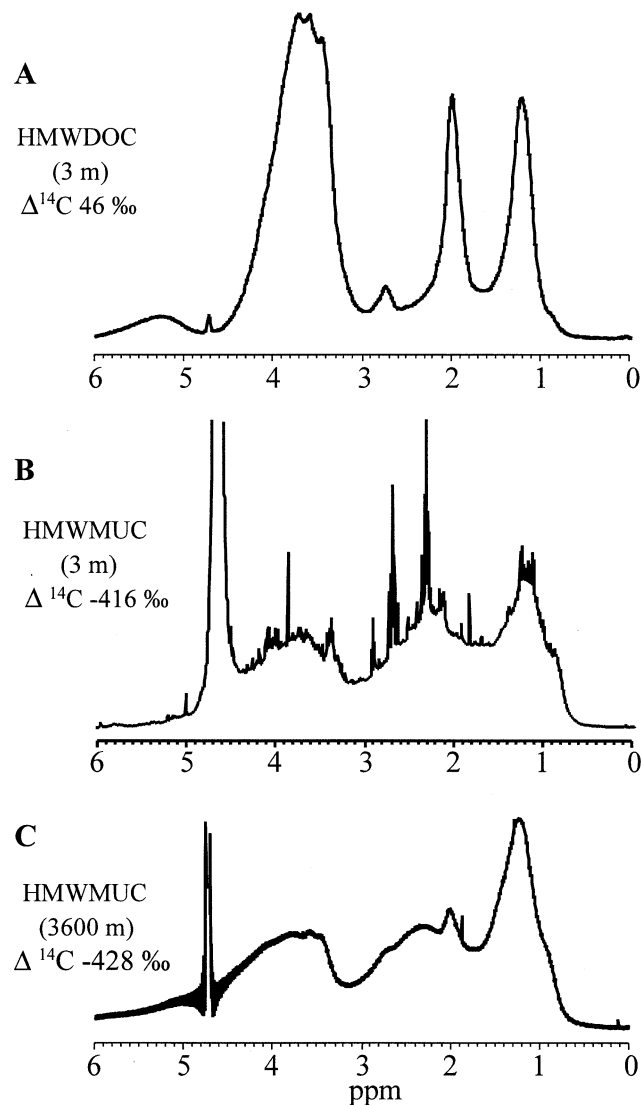 A
HMWDOC
(3 m)
Δ¹⁴C 46 ‰
6 5 4 3 2 1 0
B
HMWMUC
(3 m)
Δ ¹⁴C -416 ‰
6 5 4 3 2 1 0
C
HMWMUC
(3600 m)
Δ ¹⁴C -428 ‰
6 5 4 3 2 1 0
ppm